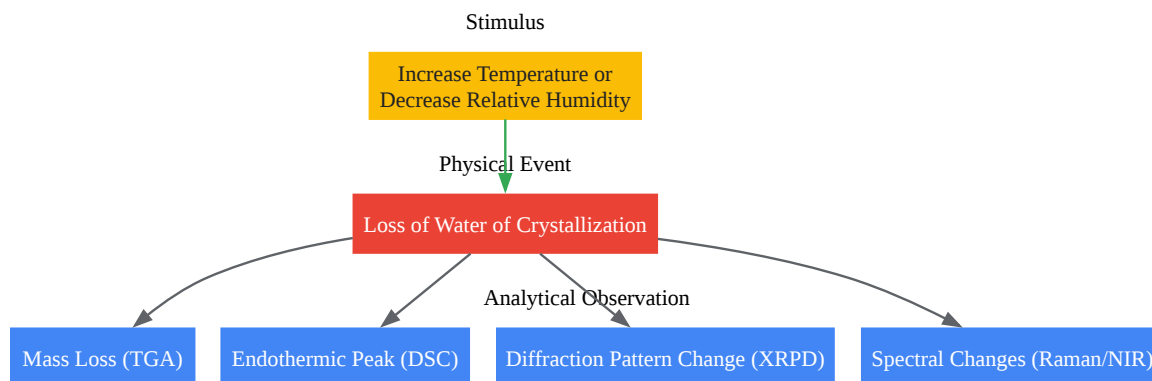 Stimulus
Increase Temperature or
Decrease Relative Humidity
Physical Event
Loss of Water of Crystallization
Analytical Observation
Mass Loss (TGA)
Endothermic Peak (DSC)
Diffraction Pattern Change (XRPD)
Spectral Changes (Raman/NIR)